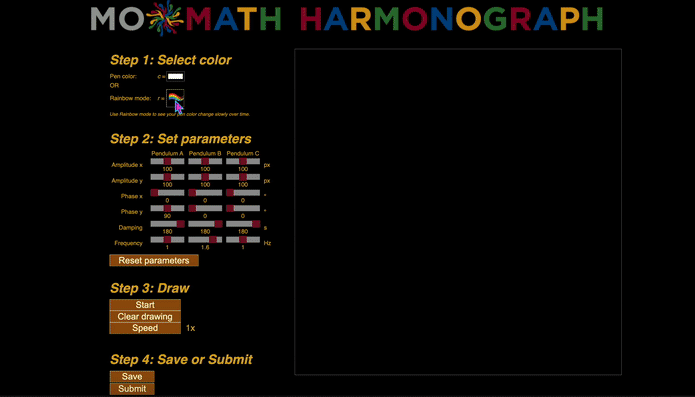 MOMATH HARMONOGRAPH
Step 1: Select color
Pen color: c =
OR
Rainbow mode: r =
Use Rainbow mode to see your pen color change slowly over time.
Step 2: Set parameters
Pendulum A Pendulum B Pendulum C
Amplitude x 100 100 100 px
Amplitude y 100 100 100 px
Phase x 0 0 0 °
Phase y 90 0 0 °
Damping 180 180 180 s
Frequency 1 1.6 1 Hz
Reset parameters
Step 3: Draw
Start
Clear drawing
Speed 1x
Step 4: Save or Submit
Save
Submit